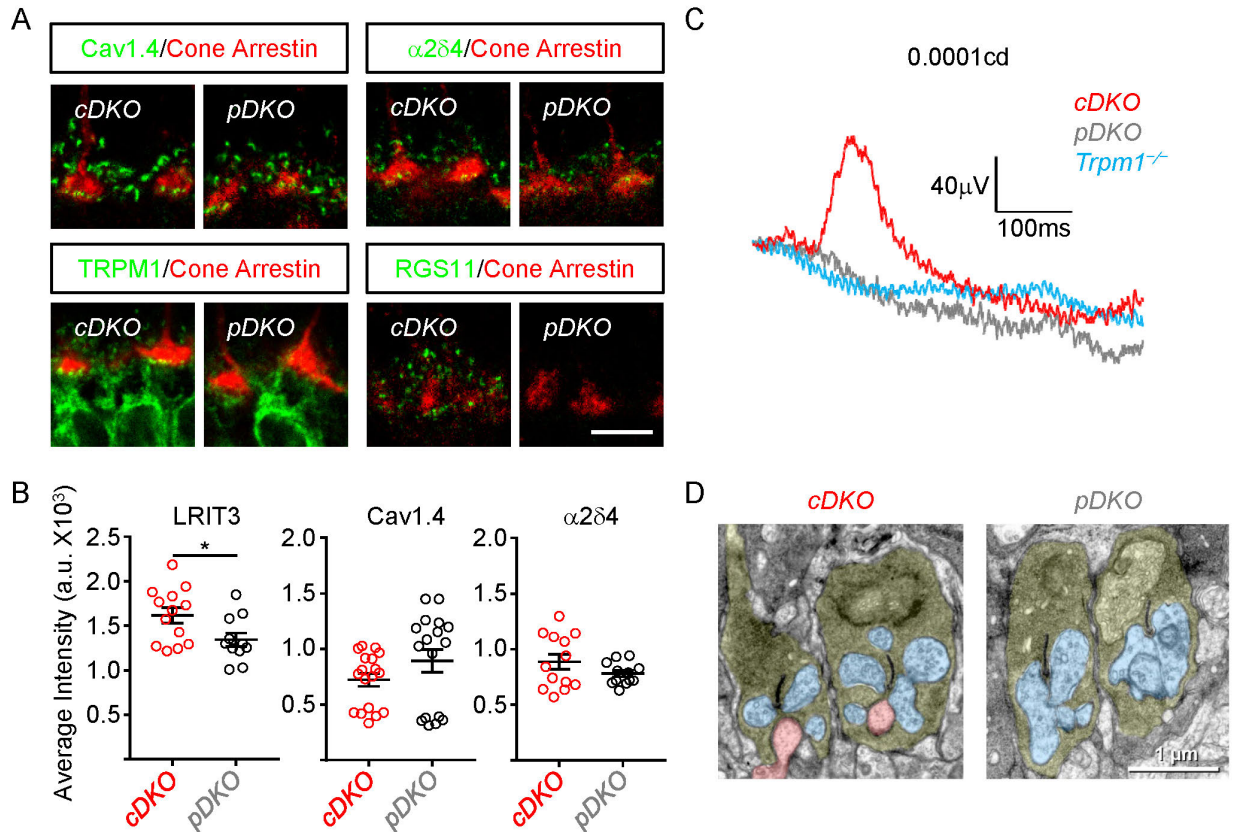 A
Cav1.4/Cone Arrestin
α2δ4/Cone Arrestin
cDKO
pDKO
cDKO
pDKO
TRPM1/Cone Arrestin
RGS11/Cone Arrestin
cDKO
pDKO
cDKO
pDKO
C
0.0001cd
cDKO
pDKO
Trpm1⁻/⁻
40μV
100ms
B
Average Intensity (a.u. X10³)
LRIT3
2.5
2.0
1.5
1.0
0.5
*
cDKO
pDKO
Cav1.4
2.0
1.5
1.0
0.5
cDKO
pDKO
α2δ4
2.0
1.5
1.0
0.5
cDKO
pDKO
D
cDKO
pDKO
1 μm